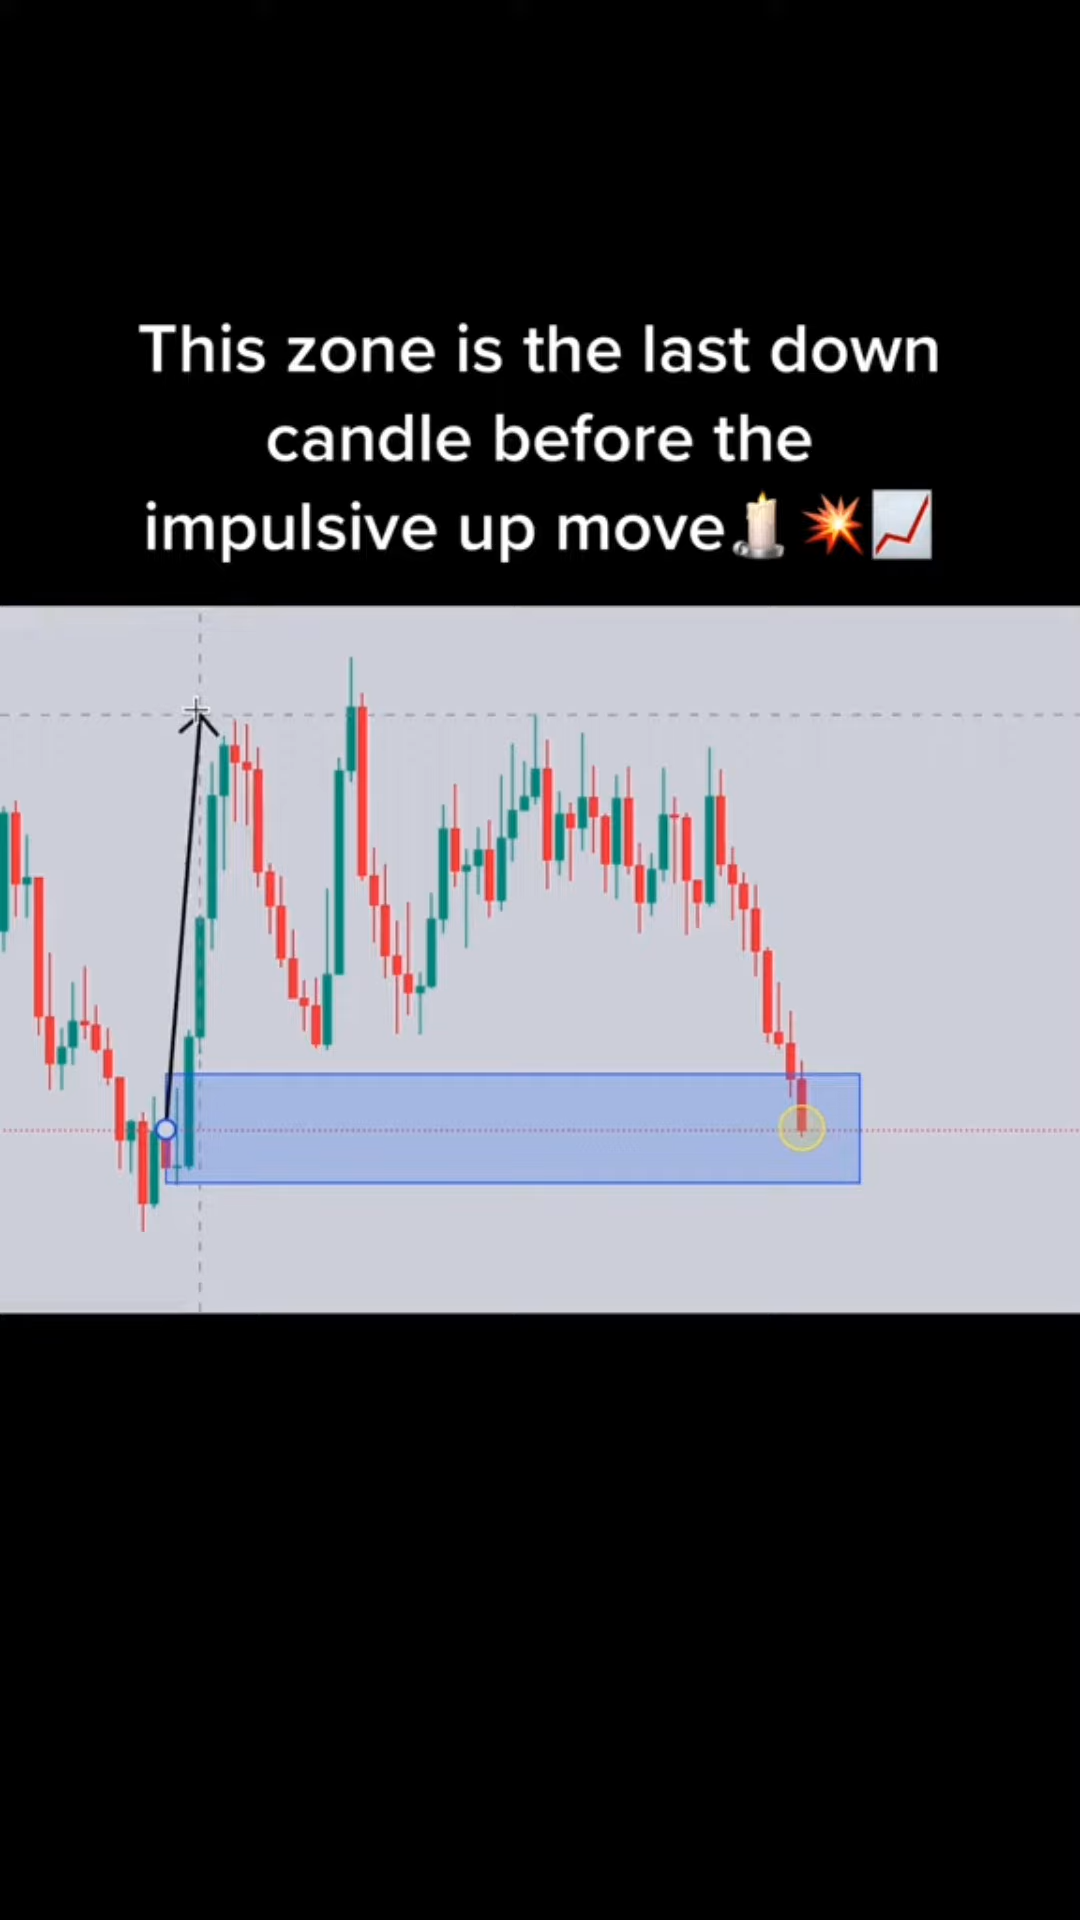 This zone is the last down
candle before the
impulsive up move🕯️💥📈